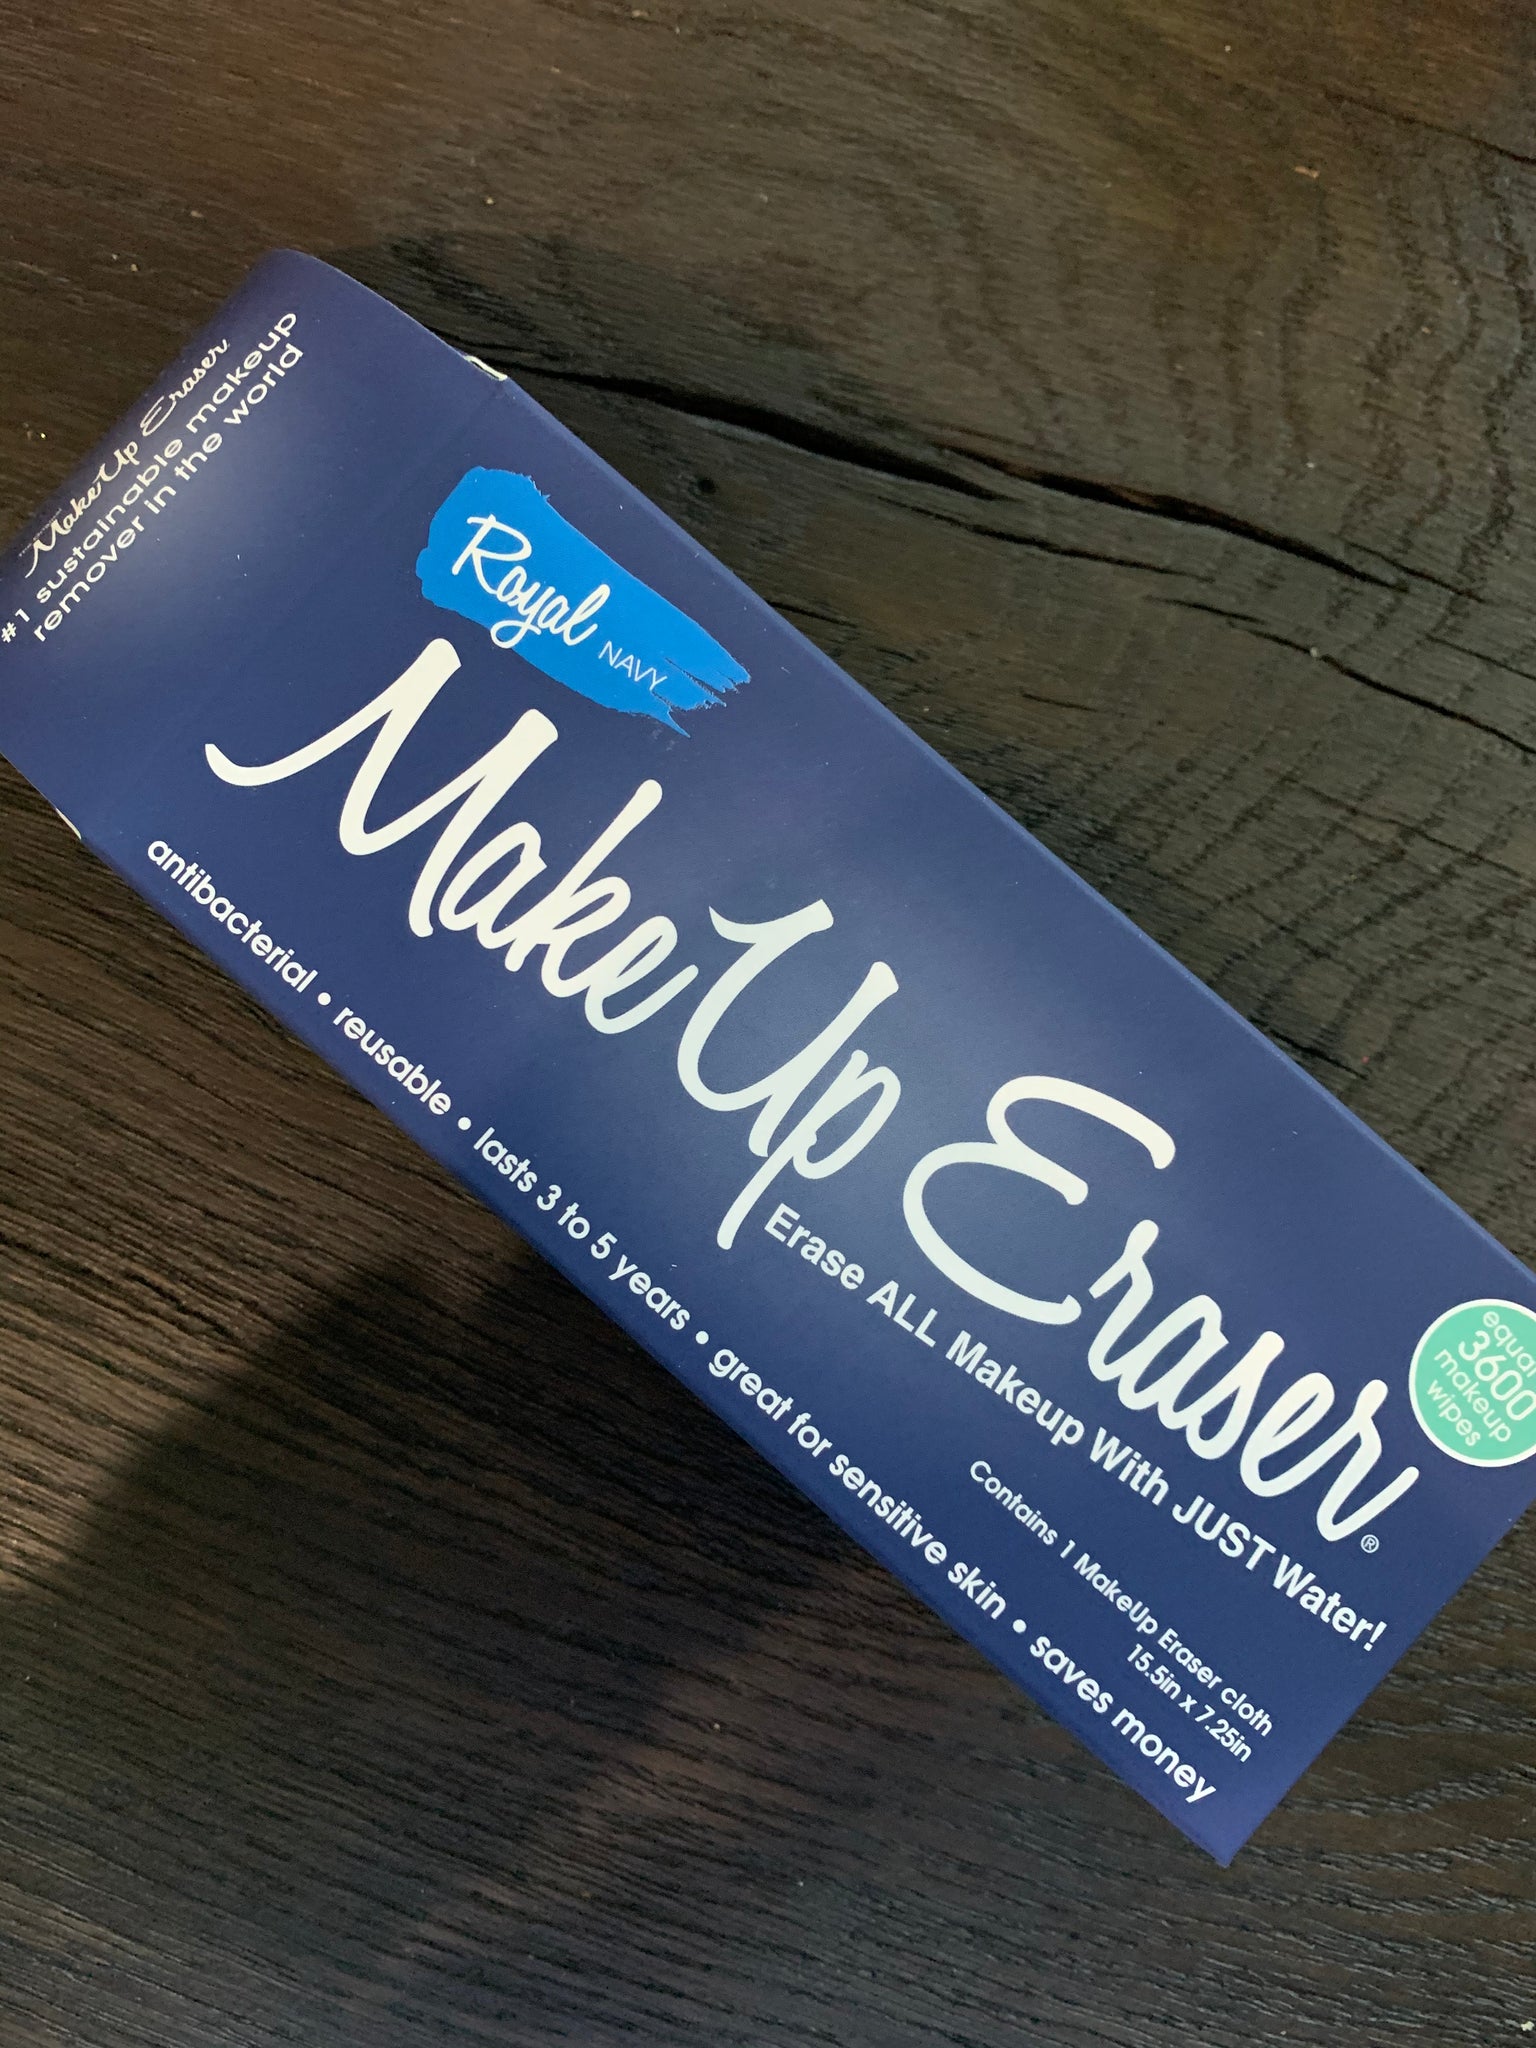 MakeUp Eraser
#1 sustainable makeup
remover in the world
Royal NAVY
MakeUp Eraser®
Erase ALL Makeup With JUST Water!
equal
3600
makeup
wipes
Contains 1 MakeUp Eraser cloth
15.5in x 7.25in
antibacterial • reusable • lasts 3 to 5 years • great for sensitive skin • saves money